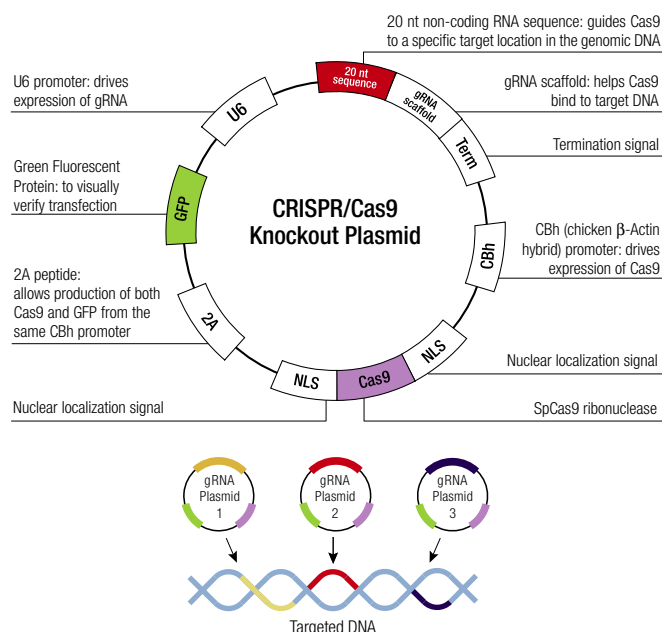 20 nt non-coding RNA sequence: guides Cas9
to a specific target location in the genomic DNA
U6 promoter: drives
expression of gRNA
gRNA scaffold: helps Cas9
bind to target DNA
Termination signal
Green Fluorescent
Protein: to visually
verify transfection
CBh (chicken β-Actin
hybrid) promoter: drives
expression of Cas9
2A peptide:
allows production of both
Cas9 and GFP from the
same CBh promoter
Nuclear localization signal
Nuclear localization signal
SpCas9 ribonuclease
20 nt
sequence
gRNA
scaffold
Term
CBh
NLS
Cas9
NLS
2A
GFP
U6
CRISPR/Cas9
Knockout Plasmid
gRNA
Plasmid
1
gRNA
Plasmid
2
gRNA
Plasmid
3
Targeted DNA